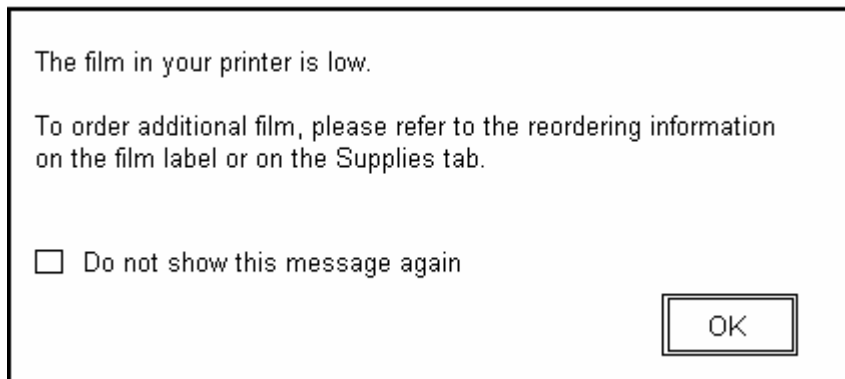 The film in your printer is low.
To order additional film, please refer to the reordering information
on the film label or on the Supplies tab.
Do not show this message again
OK